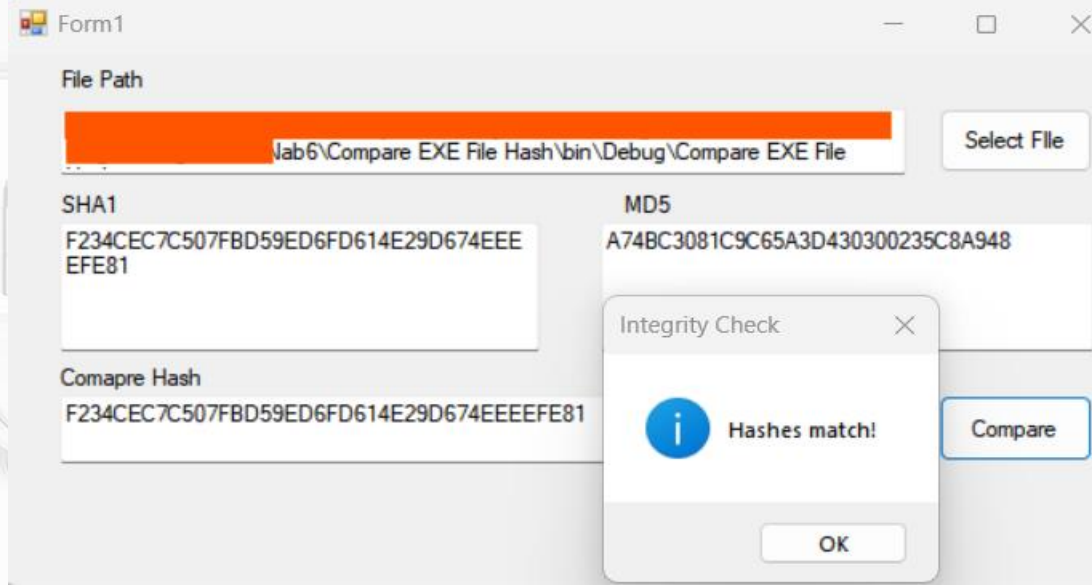 Form1
File Path
\lab6\Compare EXE File Hash\bin\Debug\Compare EXE File
Select FIle
SHA1
MD5
F234CEC7C507FBD59ED6FD614E29D674EEE
EFE81
A74BC3081C9C65A3D430300235C8A948
Integrity Check
Hashes match!
OK
Comapre Hash
F234CEC7C507FBD59ED6FD614E29D674EEEEFE81
Compare